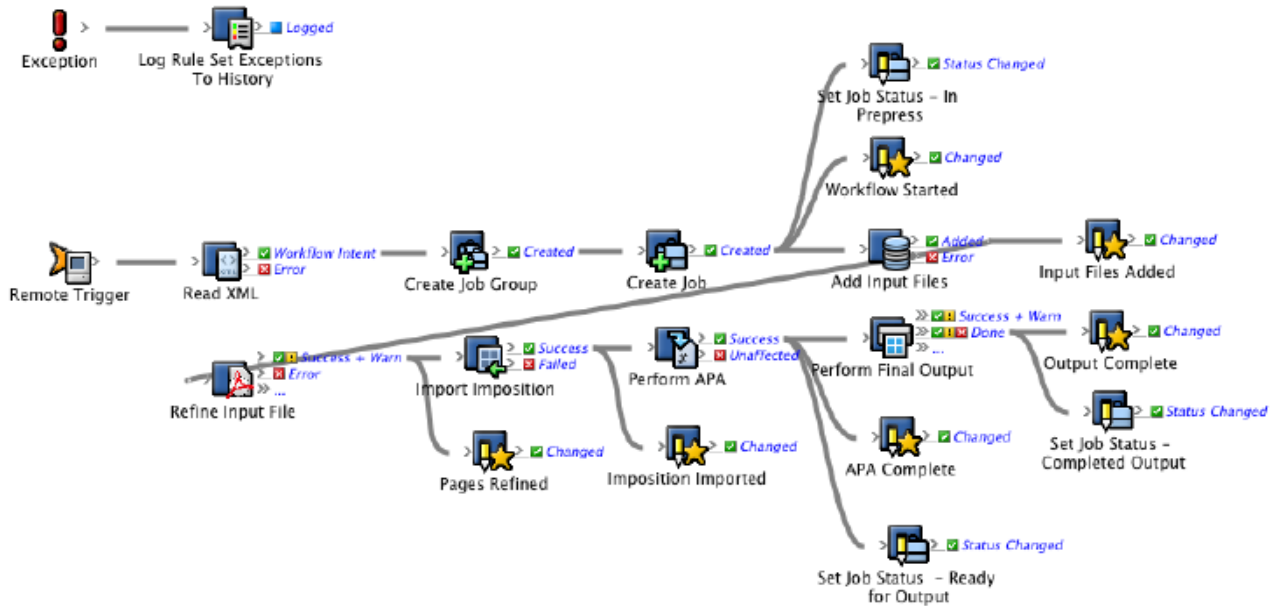 Exception
Log Rule Set Exceptions
To History
Logged
Set Job Status – In
Prepress
Status Changed
Workflow Started
Changed
Remote Trigger
Read XML
Workflow Intent
Error
Create Job Group
Created
Create Job
Created
Add Input Files
Added
Error
Input Files Added
Changed
Refine Input File
Success + Warn
Error
...
Import Imposition
Success
Failed
Perform APA
Success
Unaffected
Perform Final Output
Success + Warn
Done
...
Output Complete
Changed
Pages Refined
Changed
Imposition Imported
Changed
APA Complete
Changed
Set Job Status –
Completed Output
Status Changed
Set Job Status – Ready
for Output
Status Changed